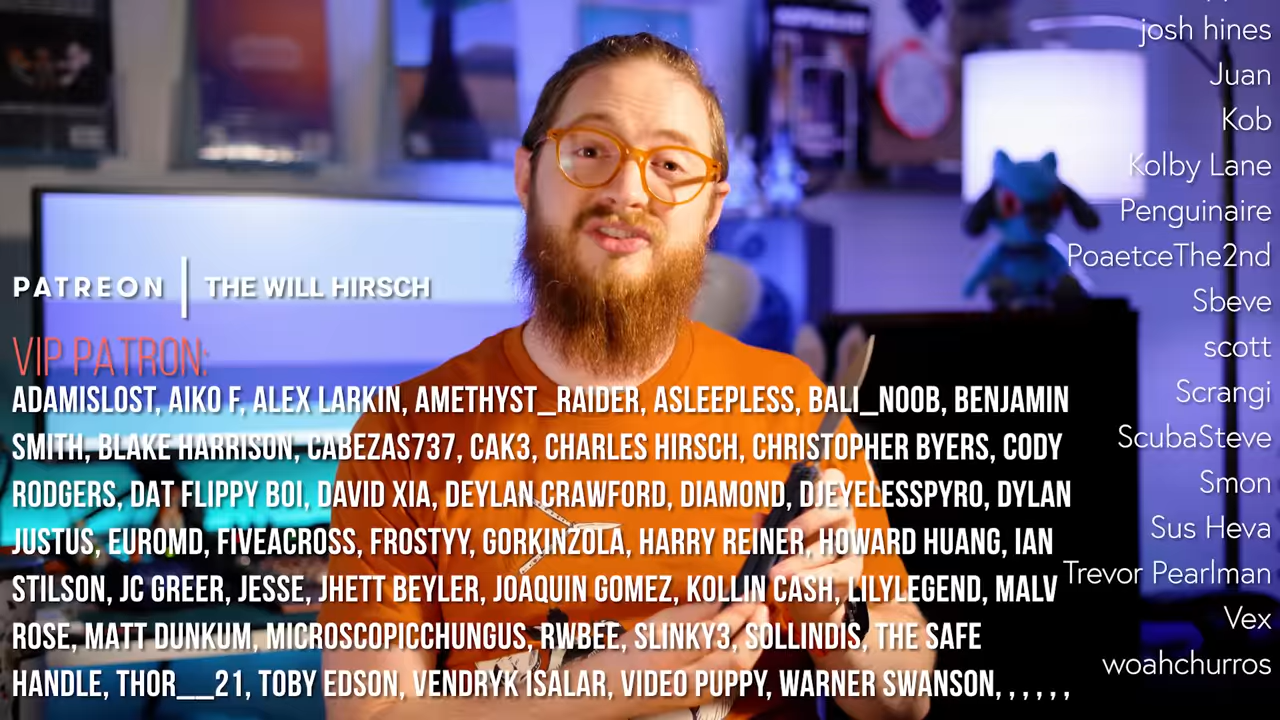 josh hines
Juan
Kob
Kolby Lane
Penguinaire
PoaetceThe2nd
Sbeve
scott
Scrangi
ScubaSteve
Smon
Sus Heva
Trevor Pearlman
Vex
woahchurros
PATREON | THE WILL HIRSCH
VIP PATRON:
ADAMISLOST, AIKO F, ALEX LARKIN, AMETHYST_RAIDER, ASLEEPLESS, BALI_NOOB, BENJAMIN
SMITH, BLAKE HARRISON, CABEZAS737, CAK3, CHARLES HIRSCH, CHRISTOPHER BYERS, CODY
RODGERS, DAT FLIPPY BOI, DAVID XIA, DEYLAN CRAWFORD, DIAMOND, DJEYELESSPYRO, DYLAN
JUSTUS, EUROMD, FIVEACROSS, FROSTYY, GORKINZOLA, HARRY REINER, HOWARD HUANG, IAN
STILSON, JC GREER, JESSE, JHETT BEYLER, JOAQUIN GOMEZ, KOLLIN CASH, LILYLEGEND, MALV
ROSE, MATT DUNKUM, MICROSCOPICCHUNGUS, RWBEE, SLINKY3, SOLLINDIS, THE SAFE
HANDLE, THOR__21, TOBY EDSON, VENDRYK ISALAR, VIDEO PUPPY, WARNER SWANSON, , , , , ,